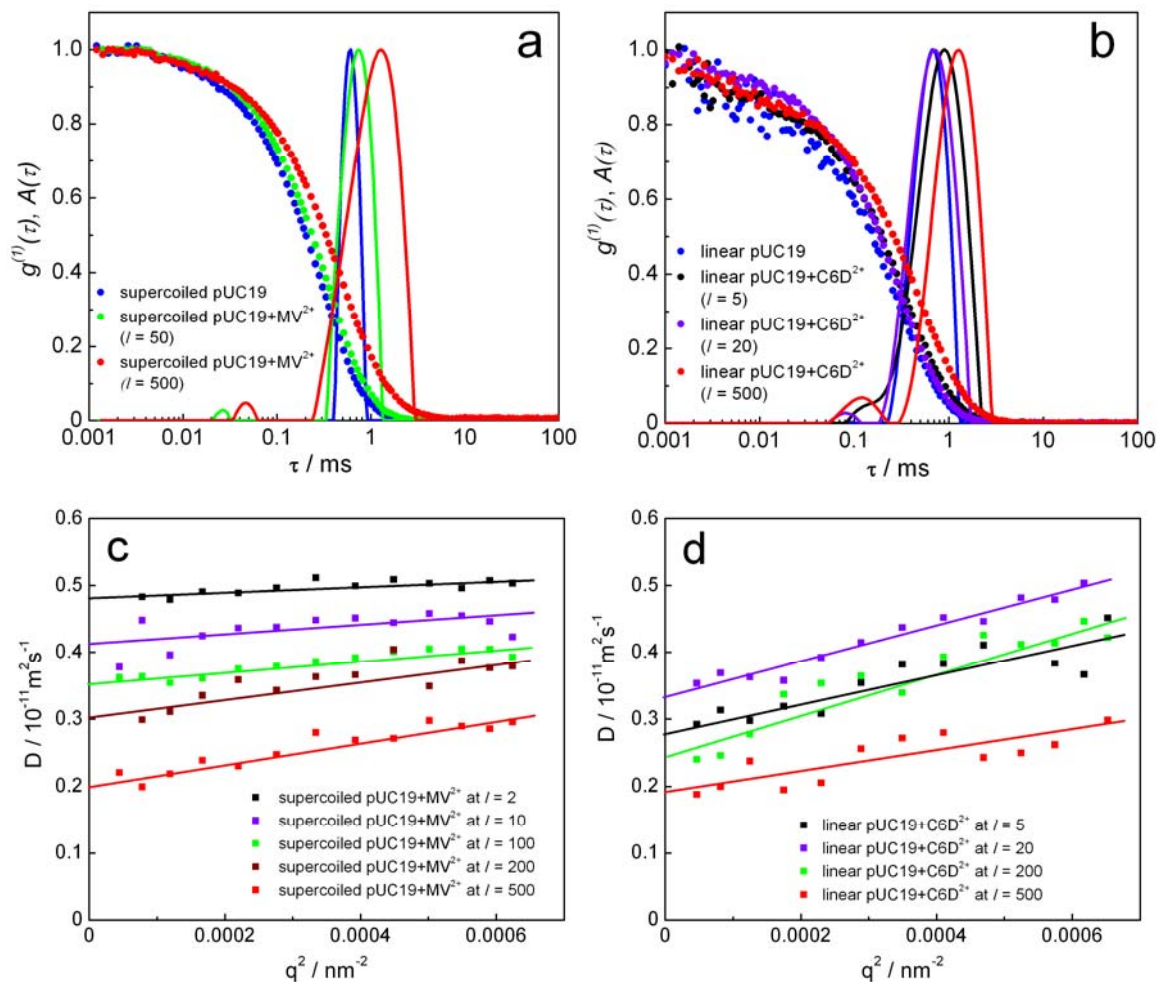 a
g(1)(τ), A(τ)
1.0
0.8
0.6
0.4
0.2
0
supercoiled pUC19
supercoiled pUC19+MV2+
(l = 50)
supercoiled pUC19+MV2+
(l = 500)
0.001 0.01 0.1 1 10 100
τ / ms
b
g(1)(τ), A(τ)
1.0
0.8
0.6
0.4
0.2
0
linear pUC19
linear pUC19+C6D2+
(l = 5)
linear pUC19+C6D2+
(l = 20)
linear pUC19+C6D2+
(l = 500)
0.001 0.01 0.1 1 10 100
τ / ms
c
D / 10-11m2s-1
0.6
0.5
0.4
0.3
0.2
0.1
0
supercoiled pUC19+MV2+ at l = 2
supercoiled pUC19+MV2+ at l = 10
supercoiled pUC19+MV2+ at l = 100
supercoiled pUC19+MV2+ at l = 200
supercoiled pUC19+MV2+ at l = 500
0 0.0002 0.0004 0.0006
q2 / nm-2
d
D / 10-11m2s-1
0.6
0.5
0.4
0.3
0.2
0.1
0
linear pUC19+C6D2+ at l = 5
linear pUC19+C6D2+ at l = 20
linear pUC19+C6D2+ at l = 200
linear pUC19+C6D2+ at l = 500
0 0.0002 0.0004 0.0006
q2 / nm-2